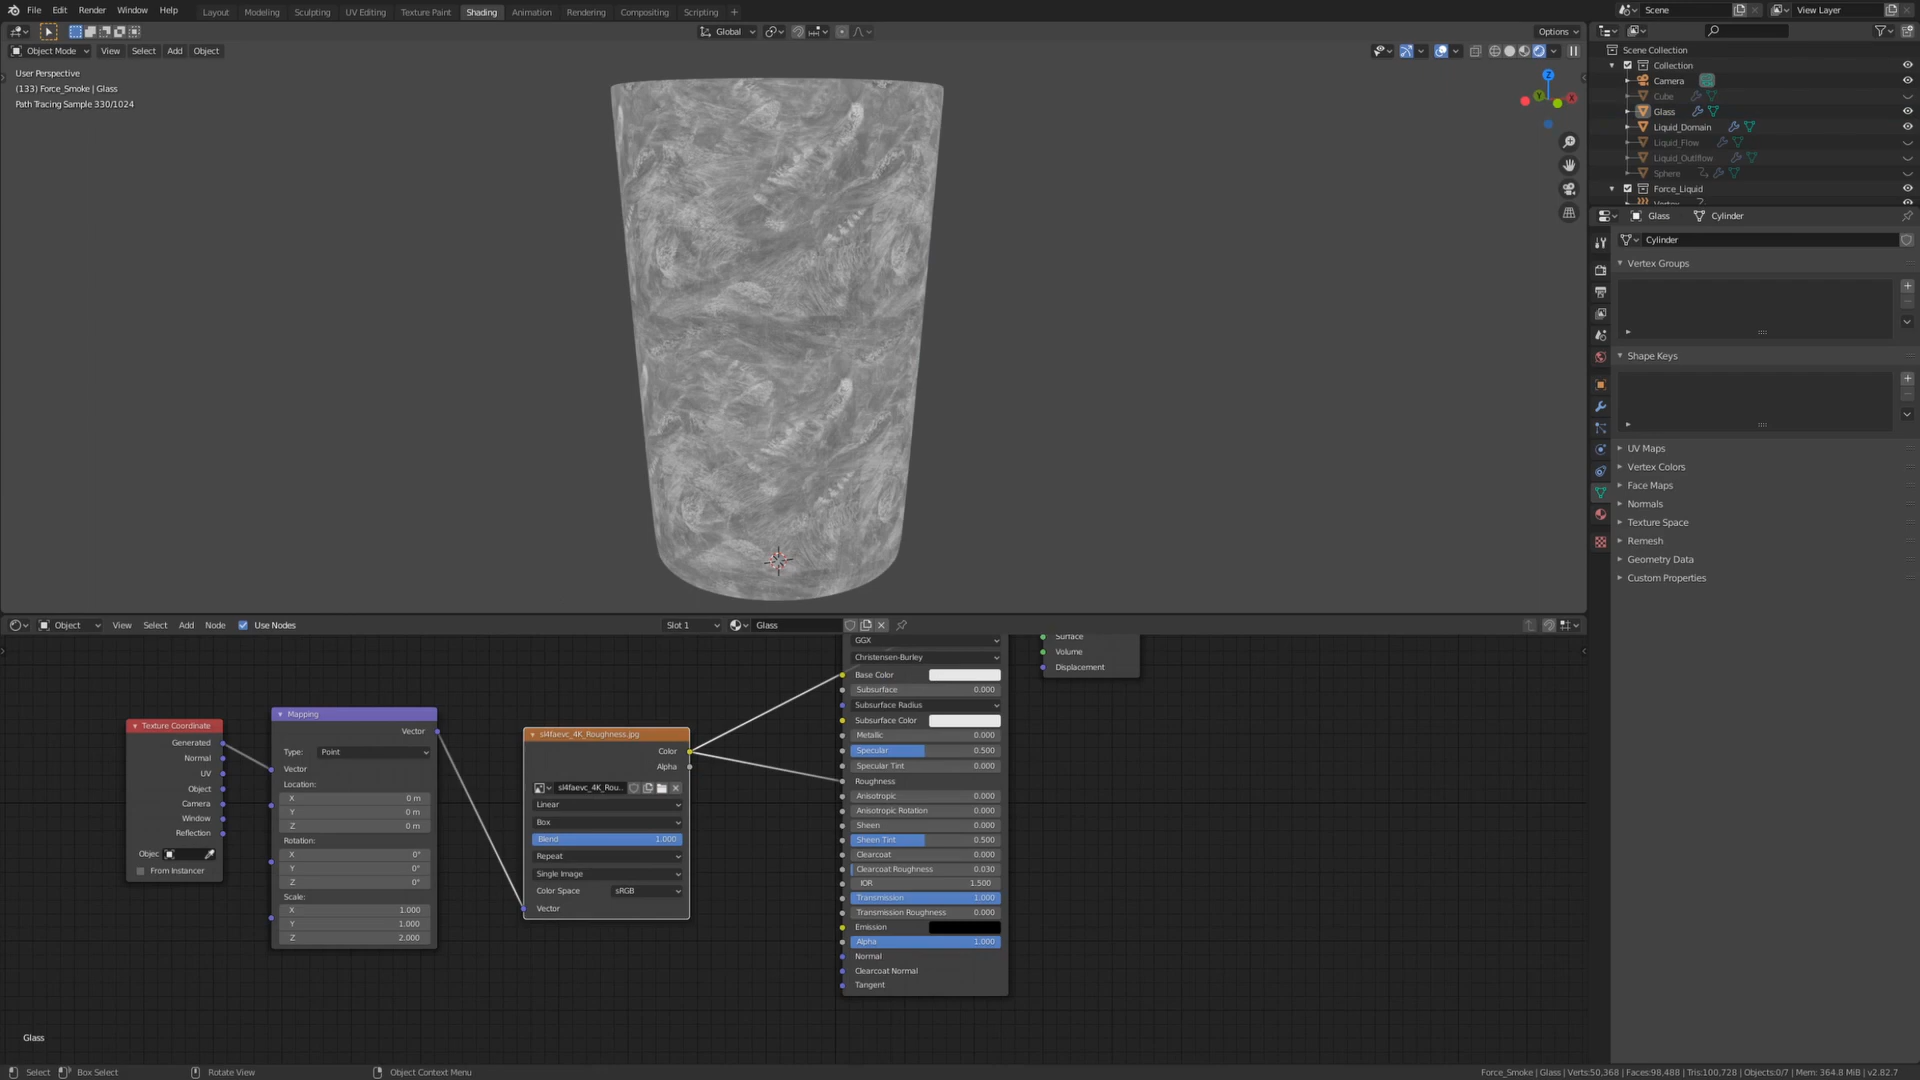 File Edit Render Window Help Layout Modeling Sculpting UV Editing Texture Paint Shading Animation Rendering Compositing Scripting + Scene View Layer
Global Options
Object Mode View Select Add Object
User Perspective
(133) Force_Smoke | Glass
Path Tracing Sample 330/1024
Z
Y
X
Scene Collection
Collection
Camera
Cube
Glass
Liquid_Domain
Liquid_Flow
Liquid_Outiflow
Sphere
Force_Liquid
Glass Cylinder
Cylinder
Vertex Groups
Shape Keys
UV Maps
Vertex Colors
Face Maps
Normals
Texture Space
Remesh
Geometry Data
Custom Properties
Object View Select Add Node Use Nodes Slot 1 Glass
Texture Coordinate
Generated
Normal
UV
Object
Camera
Window
Reflection
Objec
From Instancer
Mapping
Vector
Type: Point
Vector
Location:
X 0 m
Y 0 m
Z 0 m
Rotation:
X 0°
Y 0°
Z 0°
Scale:
X 1.000
Y 1.000
Z 2.000
sl4faevc_4K_Roughness.jpg
Color
Alpha
sl4faevc_4K_Rou..
Linear
Box
Blend 1.000
Repeat
Single Image
Color Space sRGB
Vector
GGX
Christensen-Burley
Base Color
Subsurface 0.000
Subsurface Radius
Subsurface Color
Metallic 0.000
Specular 0.500
Specular Tint 0.000
Roughness
Anisotropic 0.000
Anisotropic Rotation 0.000
Sheen 0.000
Sheen Tint 0.500
Clearcoat 0.000
Clearcoat Roughness 0.030
IOR 1.500
Transmission 1.000
Transmission Roughness 0.000
Emission
Alpha 1.000
Normal
Clearcoat Normal
Tangent
Surface
Volume
Displacement
Glass
Select Box Select Rotate View Object Context Menu Force_Smoke | Glass | Verts:50,368 | Faces:98,488 | Tris:100,728 | Objects:0/7 | Mem: 364.8 MiB | v2.82.7